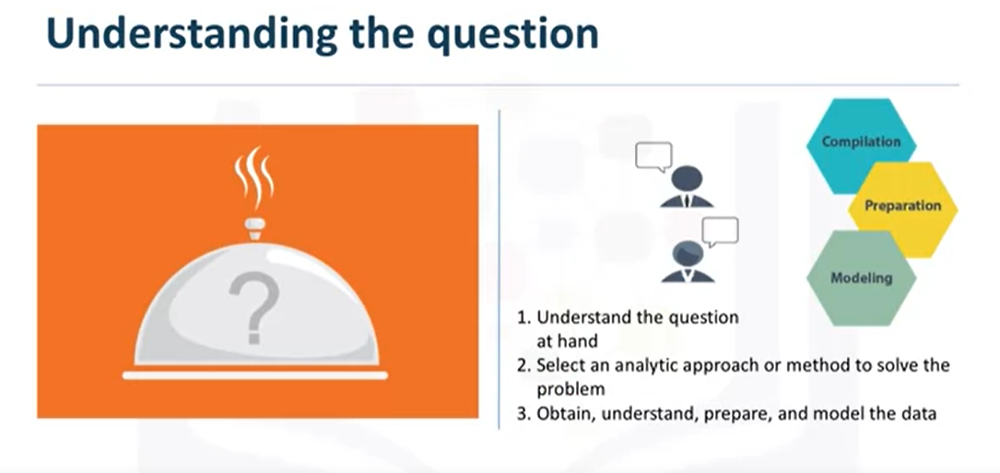 Understanding the question
?
Compilation
Preparation
Modeling
1. Understand the question
at hand
2. Select an analytic approach or method to solve the
problem
3. Obtain, understand, prepare, and model the data